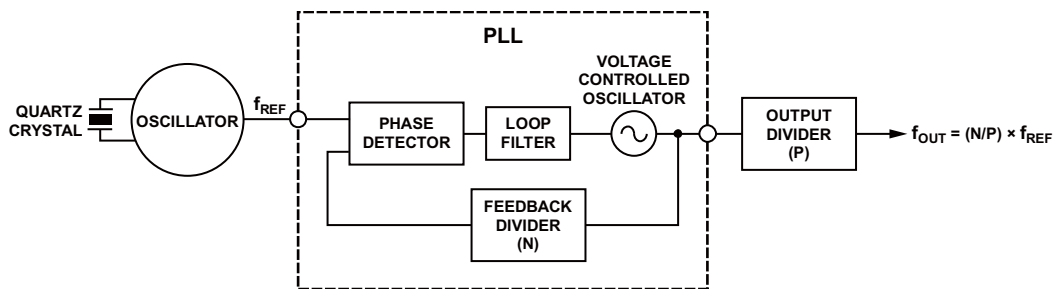 PLL
QUARTZ
CRYSTAL
OSCILLATOR
fREF
PHASE
DETECTOR
LOOP
FILTER
VOLTAGE
CONTROLLED
OSCILLATOR
OUTPUT
DIVIDER
(P)
fOUT = (N/P) × fREF
FEEDBACK
DIVIDER
(N)